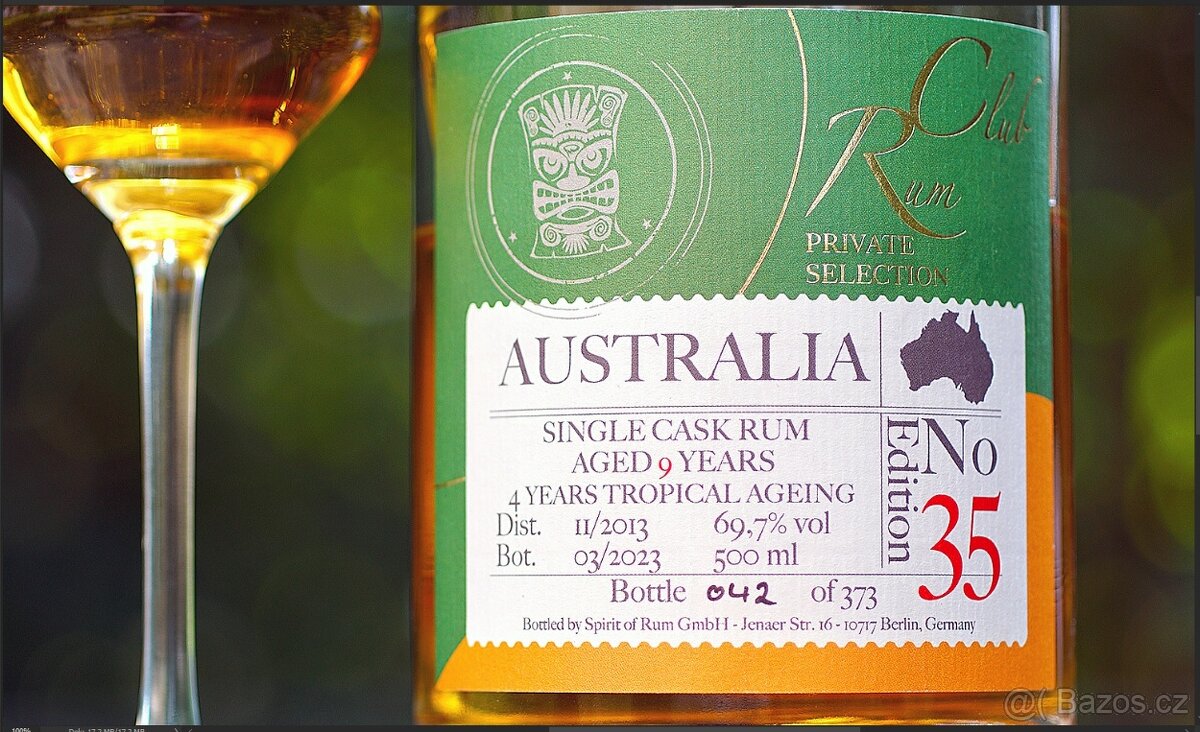 Rum Club
PRIVATE
SELECTION
AUSTRALIA
SINGLE CASK RUM
AGED 9 YEARS
4 YEARS TROPICAL AGEING
Dist. 11/2013 69,7% vol
Bot. 03/2023 500 ml
Edition No 35
Bottle 042 of 373
Bottled by Spirit of Rum GmbH - Jenaer Str. 16 - 10717 Berlin, Germany
@( Bazos.cz
100%